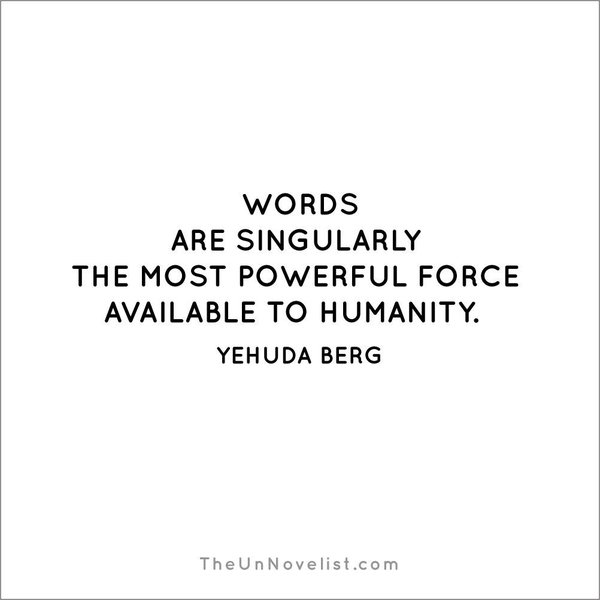 WORDS
ARE SINGULARLY
THE MOST POWERFUL FORCE
AVAILABLE TO HUMANITY.
YEHUDA BERG
TheUnNovelist.com